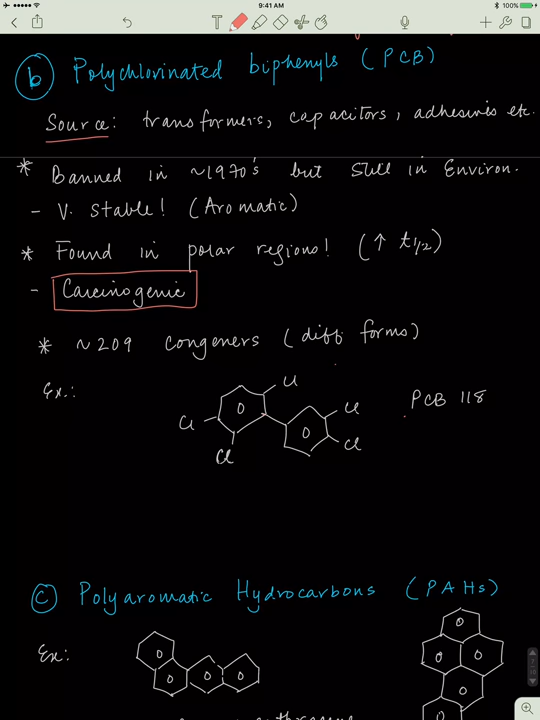 9:41 AM
100%
b Polychlorinated biphenyls (PCB)
Source: transformers, capacitors, adhesives etc.
* Banned in ~1970's but still in Environ.
- V. stable! (Aromatic)
* Found in polar regions! (↑ t1/2)
- Carcinogenic
* ~209 congeners (diff forms)
Ex.:
Cl
Cl
Cl
Cl
Cl
PCB 118
c Polyaromatic Hydrocarbons (PAHs)
Ex: